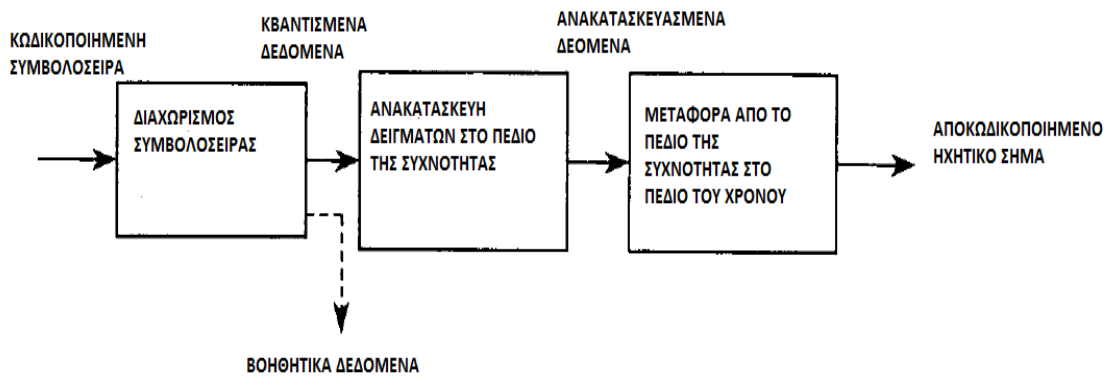 ΚΩΔΙΚΟΠΟΙΗΜΕΝΗ
ΣΥΜΒΟΛΟΣΕΙΡΑ
ΔΙΑΧΩΡΙΣΜΟΣ
ΣΥΜΒΟΛΟΣΕΙΡΑΣ
ΚΒΑΝΤΙΣΜΕΝΑ
ΔΕΔΟΜΕΝΑ
ΑΝΑΚΑΤΑΣΚΕΥΗ
ΔΕΙΓΜΑΤΩΝ ΣΤΟ ΠΕΔΙΟ
ΤΗΣ ΣΥΧΝΟΤΗΤΑΣ
ΑΝΑΚΑΤΑΣΚΕΥΑΣΜΕΝΑ
ΔΕΟΜΕΝΑ
ΜΕΤΑΦΟΡΑ ΑΠΟ ΤΟ
ΠΕΔΙΟ ΤΗΣ
ΣΥΧΝΟΤΗΤΑΣ ΣΤΟ
ΠΕΔΙΟ ΤΟΥ ΧΡΟΝΟΥ
ΑΠΟΚΩΔΙΚΟΠΟΙΗΜΕΝΟ
ΗΧΗΤΙΚΟ ΣΗΜΑ
ΒΟΗΘΗΤΙΚΑ ΔΕΔΟΜΕΝΑ